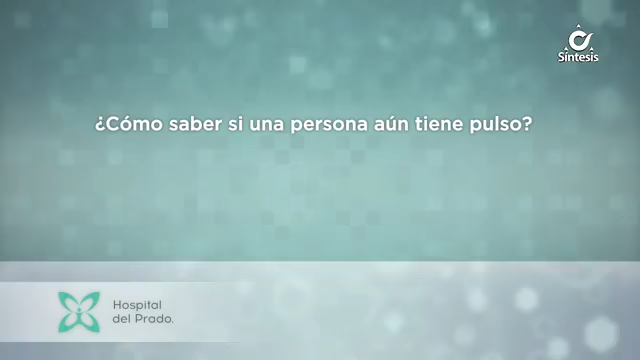 Síntesis
¿Cómo saber si una persona aún tiene pulso?
Hospital
del Prado.